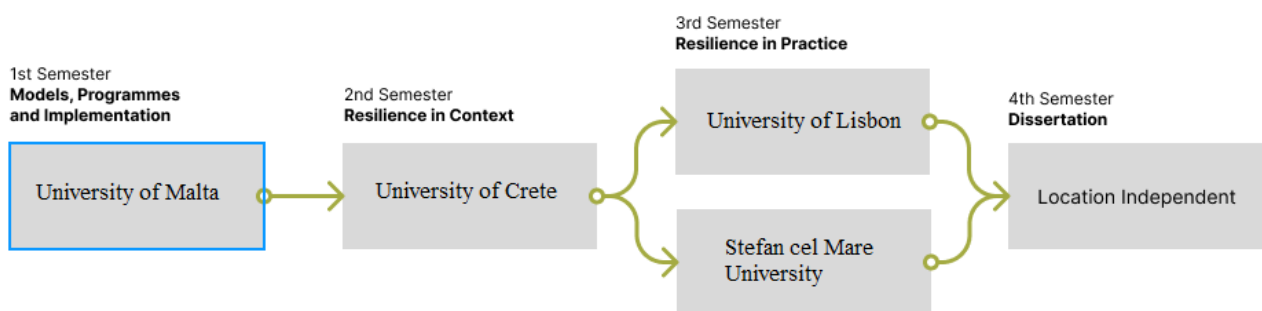 1st Semester
Models, Programmes
and Implementation
University of Malta
2nd Semester
Resilience in Context
University of Crete
3rd Semester
Resilience in Practice
University of Lisbon
Stefan cel Mare
University
4th Semester
Dissertation
Location Independent